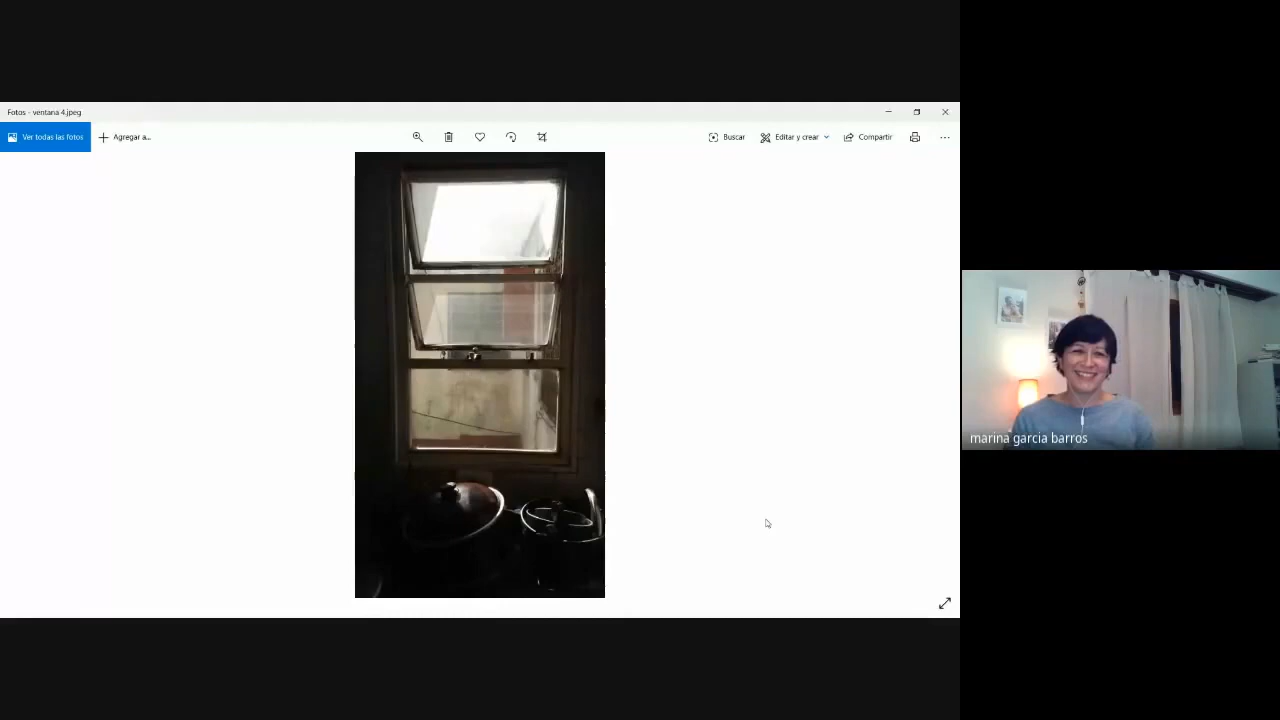 Fotos - ventana 4.jpeg
Ver todas las fotos
Agregar a...
Buscar
Editar y crear
Compartir
marina garcia barros